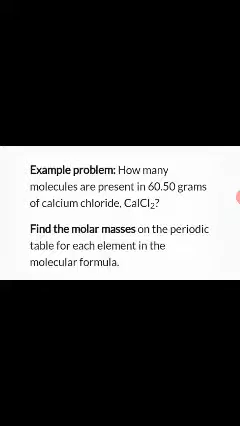 Example problem: How many
molecules are present in 60.50 grams
of calcium chloride, CalCl₂?
Find the molar masses on the periodic
table for each element in the
molecular formula.